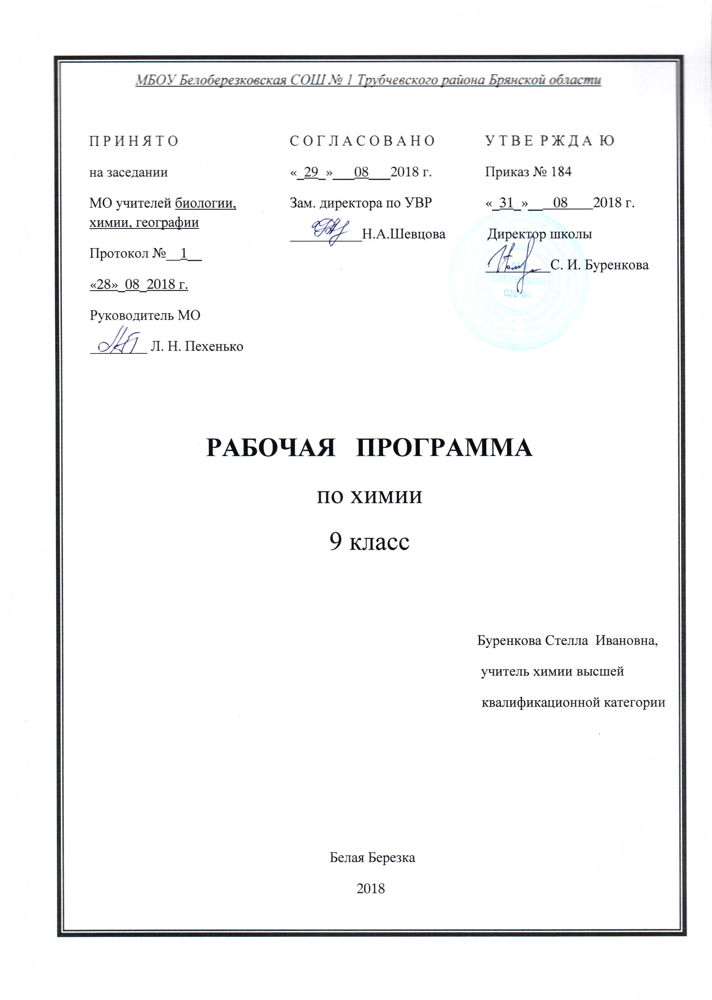 МБОУ Белоберезковская СОШ № 1 Трубчевского района Брянской области
П Р И Н Я Т О
на заседании
МО учителей биологии,
химии, географии
Протокол №__1__
«28»_08_2018 г.
Руководитель МО
________ Л. Н. Пехенько
С О Г Л А С О В А Н О
«_29_»___08___2018 г.
Зам. директора по УВР
__________Н.А.Шевцова
У Т В Е Р Ж Д А Ю
Приказ № 184
«_31_»____08____2018 г.
Директор школы
_________С. И. Буренкова
СОШ №1
РАБОЧАЯ ПРОГРАММА
по химии
9 класс
Буренкова Стелла Ивановна,
учитель химии высшей
квалификационной категории
Белая Березка
2018